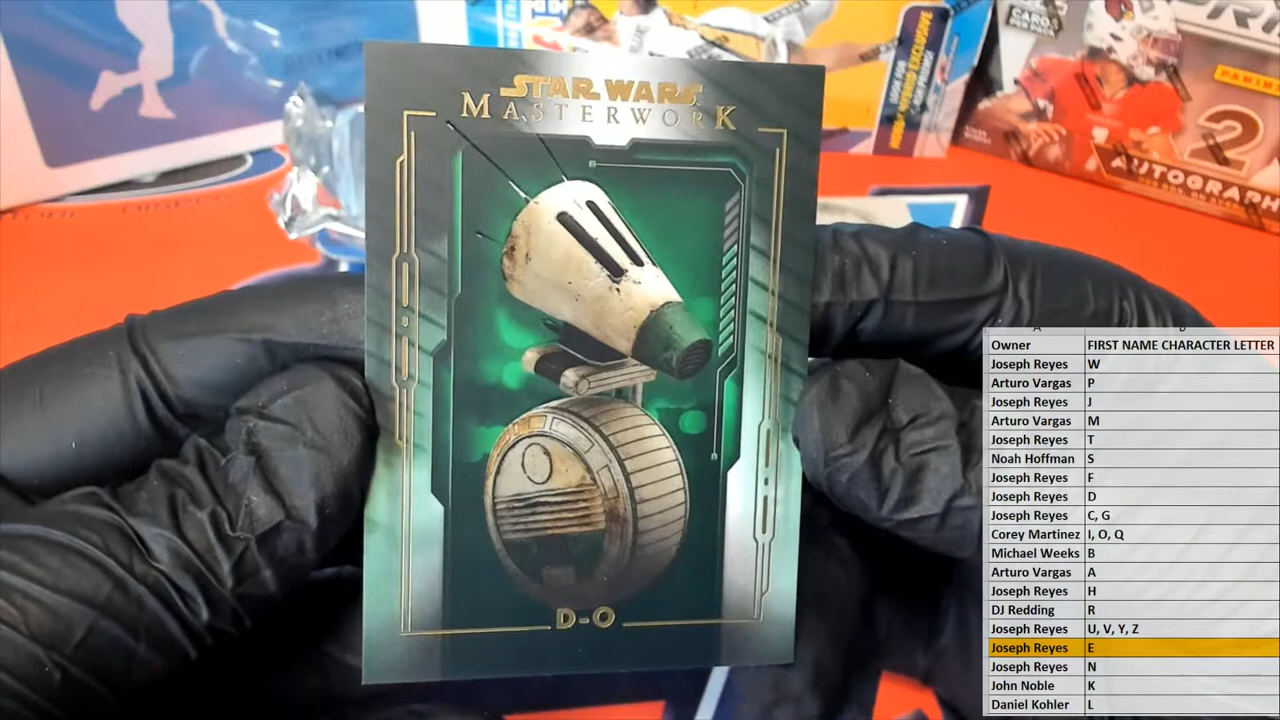 STAR WARS
MASTERWORK
D-O
CARDS
PANINI
2
AUTOGRAPH
A B
Owner FIRST NAME CHARACTER LETTER
Joseph Reyes W
Arturo Vargas P
Joseph Reyes J
Arturo Vargas M
Joseph Reyes T
Noah Hoffman S
Joseph Reyes F
Joseph Reyes D
Joseph Reyes C, G
Corey Martinez I, O, Q
Michael Weeks B
Arturo Vargas A
Joseph Reyes H
DJ Redding R
Joseph Reyes U, V, Y, Z
Joseph Reyes E
Joseph Reyes N
John Noble K
Daniel Kohler L